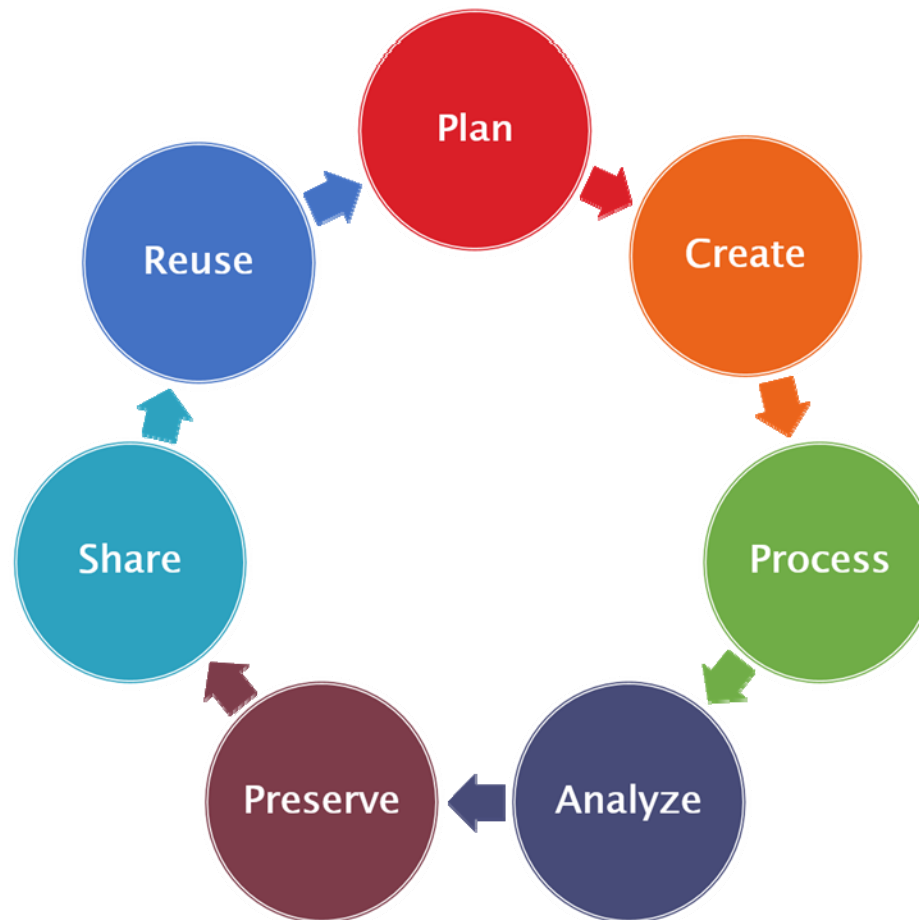 Plan
Create
Process
Analyze
Preserve
Share
Reuse